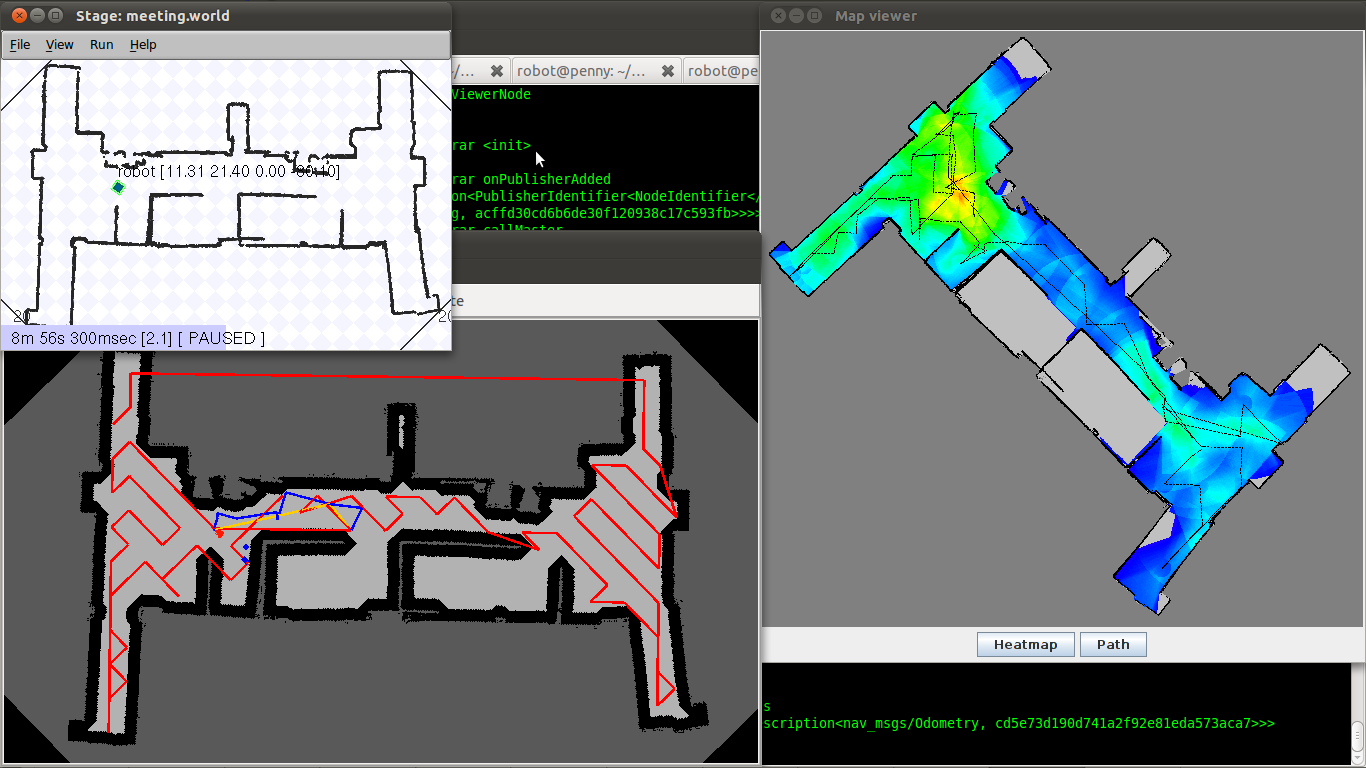 Stage: meeting.world
File View Run Help
robot [11.31 21.40 0.00
20
8m 56s 300msec [2.1] [ PAUSED ]
/...
robot@penny: ~/...
robot@pe
ViewerNode
rar <init>
rar onPublisherAdded
on<PublisherIdentifier<NodeIdentifier</
g, acffd30cd6b6de30f120938c17c593fb>>>>
rar callMaster
te
Map viewer
Heatmap Path
s
scription<nav_msgs/Odometry, cd5e73d190d741a2f92e81eda573aca7>>>